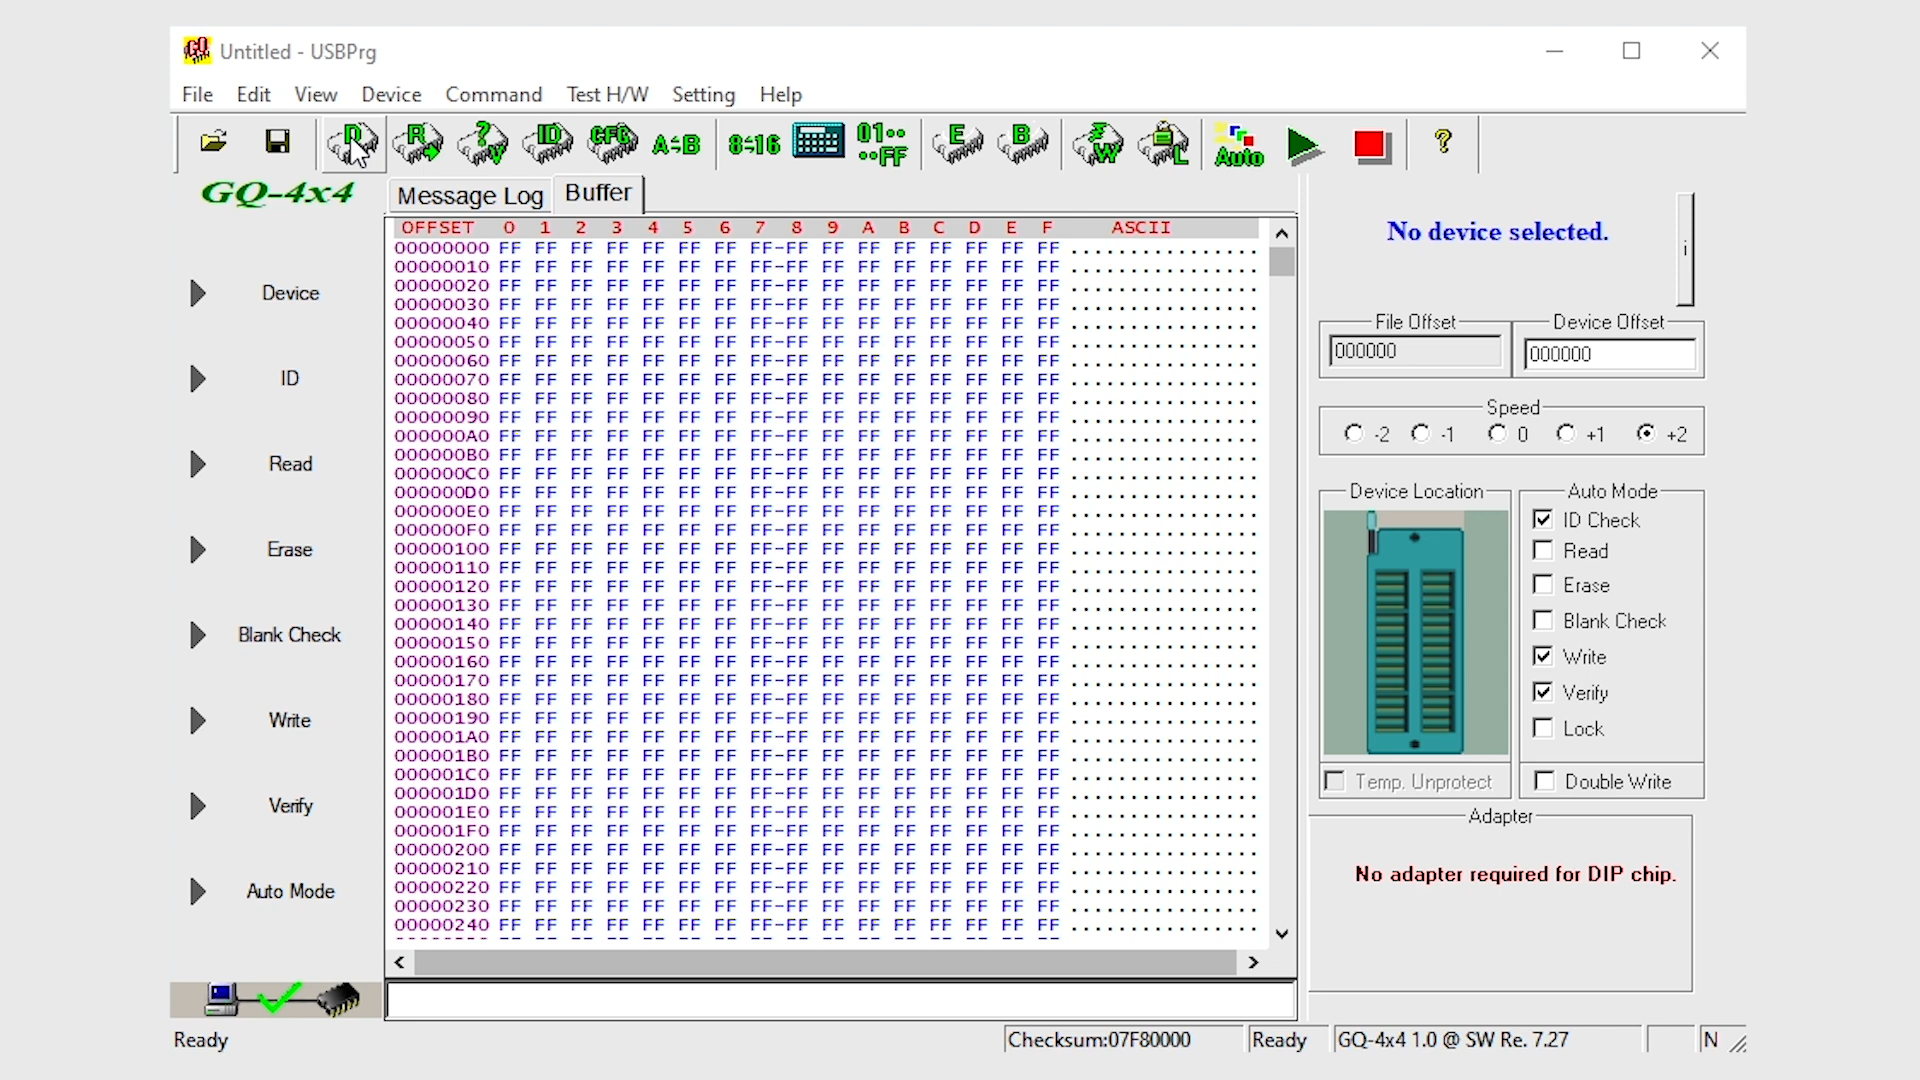 Untitled - USBPrg
File Edit View Device Command Test H/W Setting Help
D R ? V ID CFG A B 8 16 01•• ••FF E B W L Auto ?
GQ-4x4
Message Log Buffer
No device selected.
i
OFFSET 0 1 2 3 4 5 6 7 8 9 A B C D E F ASCII
00000000 FF FF FF FF FF FF FF FF-FF FF FF FF FF FF FF FF ................
00000010 FF FF FF FF FF FF FF FF-FF FF FF FF FF FF FF FF ................
00000020 FF FF FF FF FF FF FF FF-FF FF FF FF FF FF FF FF ................
00000030 FF FF FF FF FF FF FF FF-FF FF FF FF FF FF FF FF ................
00000040 FF FF FF FF FF FF FF FF-FF FF FF FF FF FF FF FF ................
00000050 FF FF FF FF FF FF FF FF-FF FF FF FF FF FF FF FF ................
00000060 FF FF FF FF FF FF FF FF-FF FF FF FF FF FF FF FF ................
00000070 FF FF FF FF FF FF FF FF-FF FF FF FF FF FF FF FF ................
00000080 FF FF FF FF FF FF FF FF-FF FF FF FF FF FF FF FF ................
00000090 FF FF FF FF FF FF FF FF-FF FF FF FF FF FF FF FF ................
000000A0 FF FF FF FF FF FF FF FF-FF FF FF FF FF FF FF FF ................
000000B0 FF FF FF FF FF FF FF FF-FF FF FF FF FF FF FF FF ................
000000C0 FF FF FF FF FF FF FF FF-FF FF FF FF FF FF FF FF ................
000000D0 FF FF FF FF FF FF FF FF-FF FF FF FF FF FF FF FF ................
000000E0 FF FF FF FF FF FF FF FF-FF FF FF FF FF FF FF FF ................
000000F0 FF FF FF FF FF FF FF FF-FF FF FF FF FF FF FF FF ................
00000100 FF FF FF FF FF FF FF FF-FF FF FF FF FF FF FF FF ................
00000110 FF FF FF FF FF FF FF FF-FF FF FF FF FF FF FF FF ................
00000120 FF FF FF FF FF FF FF FF-FF FF FF FF FF FF FF FF ................
00000130 FF FF FF FF FF FF FF FF-FF FF FF FF FF FF FF FF ................
00000140 FF FF FF FF FF FF FF FF-FF FF FF FF FF FF FF FF ................
00000150 FF FF FF FF FF FF FF FF-FF FF FF FF FF FF FF FF ................
00000160 FF FF FF FF FF FF FF FF-FF FF FF FF FF FF FF FF ................
00000170 FF FF FF FF FF FF FF FF-FF FF FF FF FF FF FF FF ................
00000180 FF FF FF FF FF FF FF FF-FF FF FF FF FF FF FF FF ................
00000190 FF FF FF FF FF FF FF FF-FF FF FF FF FF FF FF FF ................
000001A0 FF FF FF FF FF FF FF FF-FF FF FF FF FF FF FF FF ................
000001B0 FF FF FF FF FF FF FF FF-FF FF FF FF FF FF FF FF ................
000001C0 FF FF FF FF FF FF FF FF-FF FF FF FF FF FF FF FF ................
000001D0 FF FF FF FF FF FF FF FF-FF FF FF FF FF FF FF FF ................
000001E0 FF FF FF FF FF FF FF FF-FF FF FF FF FF FF FF FF ................
000001F0 FF FF FF FF FF FF FF FF-FF FF FF FF FF FF FF FF ................
00000200 FF FF FF FF FF FF FF FF-FF FF FF FF FF FF FF FF ................
00000210 FF FF FF FF FF FF FF FF-FF FF FF FF FF FF FF FF ................
00000220 FF FF FF FF FF FF FF FF-FF FF FF FF FF FF FF FF ................
00000230 FF FF FF FF FF FF FF FF-FF FF FF FF FF FF FF FF ................
00000240 FF FF FF FF FF FF FF FF-FF FF FF FF FF FF FF FF ................
Device
ID
Read
Erase
Blank Check
Write
Verify
Auto Mode
File Offset Device Offset
000000 000000
Speed
-2 -1 0 +1 +2
Device Location
Temp. Unprotect
Auto Mode
ID Check
Read
Erase
Blank Check
Write
Verify
Lock
Double Write
Adapter
No adapter required for DIP chip.
Ready Checksum:07F80000 Ready GQ-4x4 1.0 @ SW Re. 7.27 N